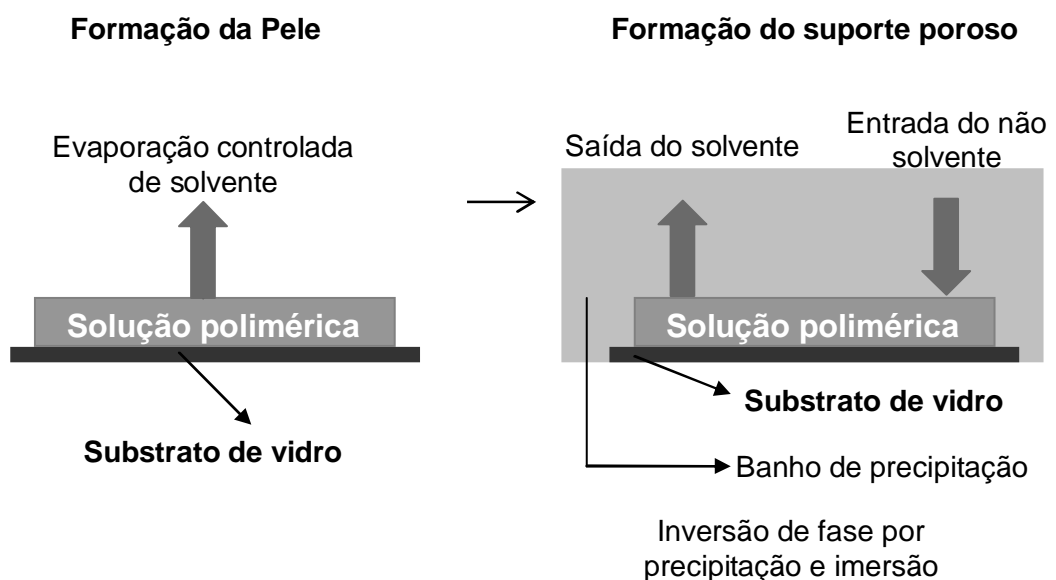 Formação da Pele
Evaporação controlada
de solvente
Solução polimérica
Substrato de vidro
Formação do suporte poroso
Saída do solvente
Entrada do não
solvente
Solução polimérica
Substrato de vidro
Banho de precipitação
Inversão de fase por
precipitação e imersão